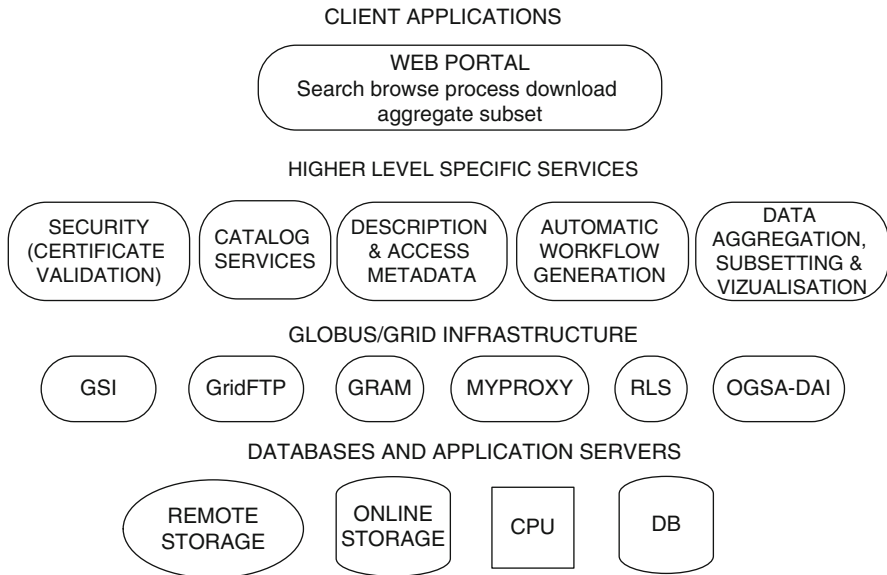 CLIENT APPLICATIONS
WEB PORTAL
Search browse process download
aggregate subset
HIGHER LEVEL SPECIFIC SERVICES
SECURITY
(CERTIFICATE
VALIDATION)
CATALOG
SERVICES
DESCRIPTION
& ACCESS
METADATA
AUTOMATIC
WORKFLOW
GENERATION
DATA
AGGREGATION,
SUBSETTING &
VIZUALISATION
GLOBUS/GRID INFRASTRUCTURE
GSI
GridFTP
GRAM
MYPROXY
RLS
OGSA-DAI
DATABASES AND APPLICATION SERVERS
REMOTE
STORAGE
ONLINE
STORAGE
CPU
DB